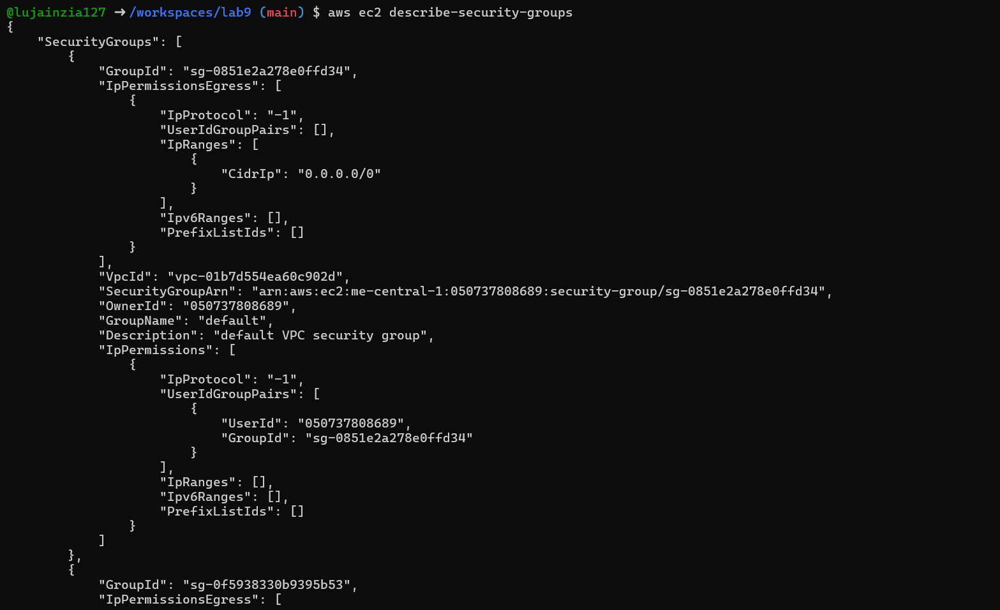 @lujainzia127 ➜ /workspaces/lab9 (main) $ aws ec2 describe-security-groups
{
    "SecurityGroups": [
        {
            "GroupId": "sg-0851e2a278e0ffd34",
            "IpPermissionsEgress": [
                {
                    "IpProtocol": "-1",
                    "UserIdGroupPairs": [],
                    "IpRanges": [
                        {
                            "CidrIp": "0.0.0.0/0"
                        }
                    ],
                    "Ipv6Ranges": [],
                    "PrefixListIds": []
                }
            ],
            "VpcId": "vpc-01b7d554ea60c902d",
            "SecurityGroupArn": "arn:aws:ec2:me-central-1:050737808689:security-group/sg-0851e2a278e0ffd34",
            "OwnerId": "050737808689",
            "GroupName": "default",
            "Description": "default VPC security group",
            "IpPermissions": [
                {
                    "IpProtocol": "-1",
                    "UserIdGroupPairs": [
                        {
                            "UserId": "050737808689",
                            "GroupId": "sg-0851e2a278e0ffd34"
                        }
                    ],
                    "IpRanges": [],
                    "Ipv6Ranges": [],
                    "PrefixListIds": []
                }
            ]
        },
        {
            "GroupId": "sg-0f5938330b9395b53",
            "IpPermissionsEgress": [